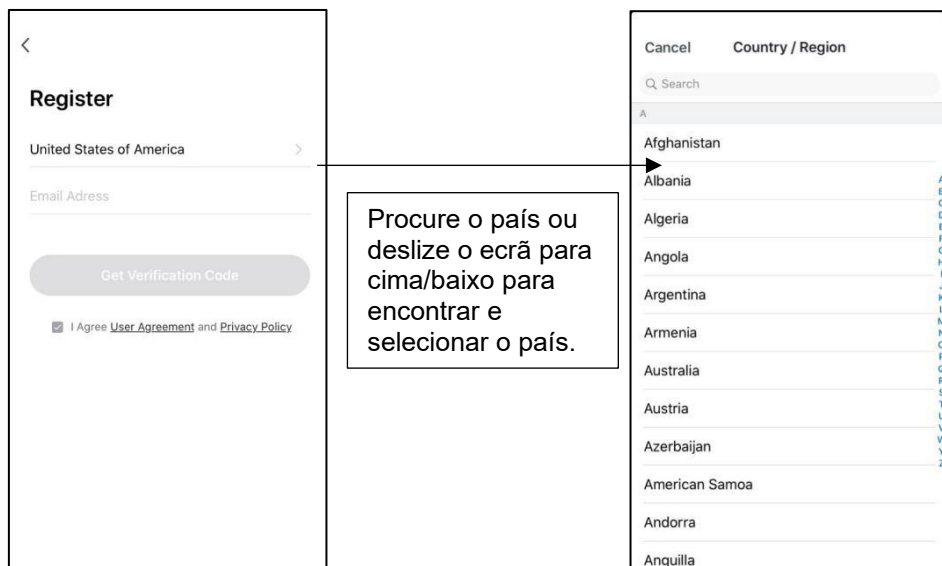 Register
United States of America
Email Adress
Get Verification Code
I Agree User Agreement and Privacy Policy
Procure o país ou
deslize o ecrã para
cima/baixo para
encontrar e
selecionar o país.
Cancel Country / Region
Search
A
Afghanistan
Albania
Algeria
Angola
Argentina
Armenia
Australia
Austria
Azerbaijan
American Samoa
Andorra
Anguilla